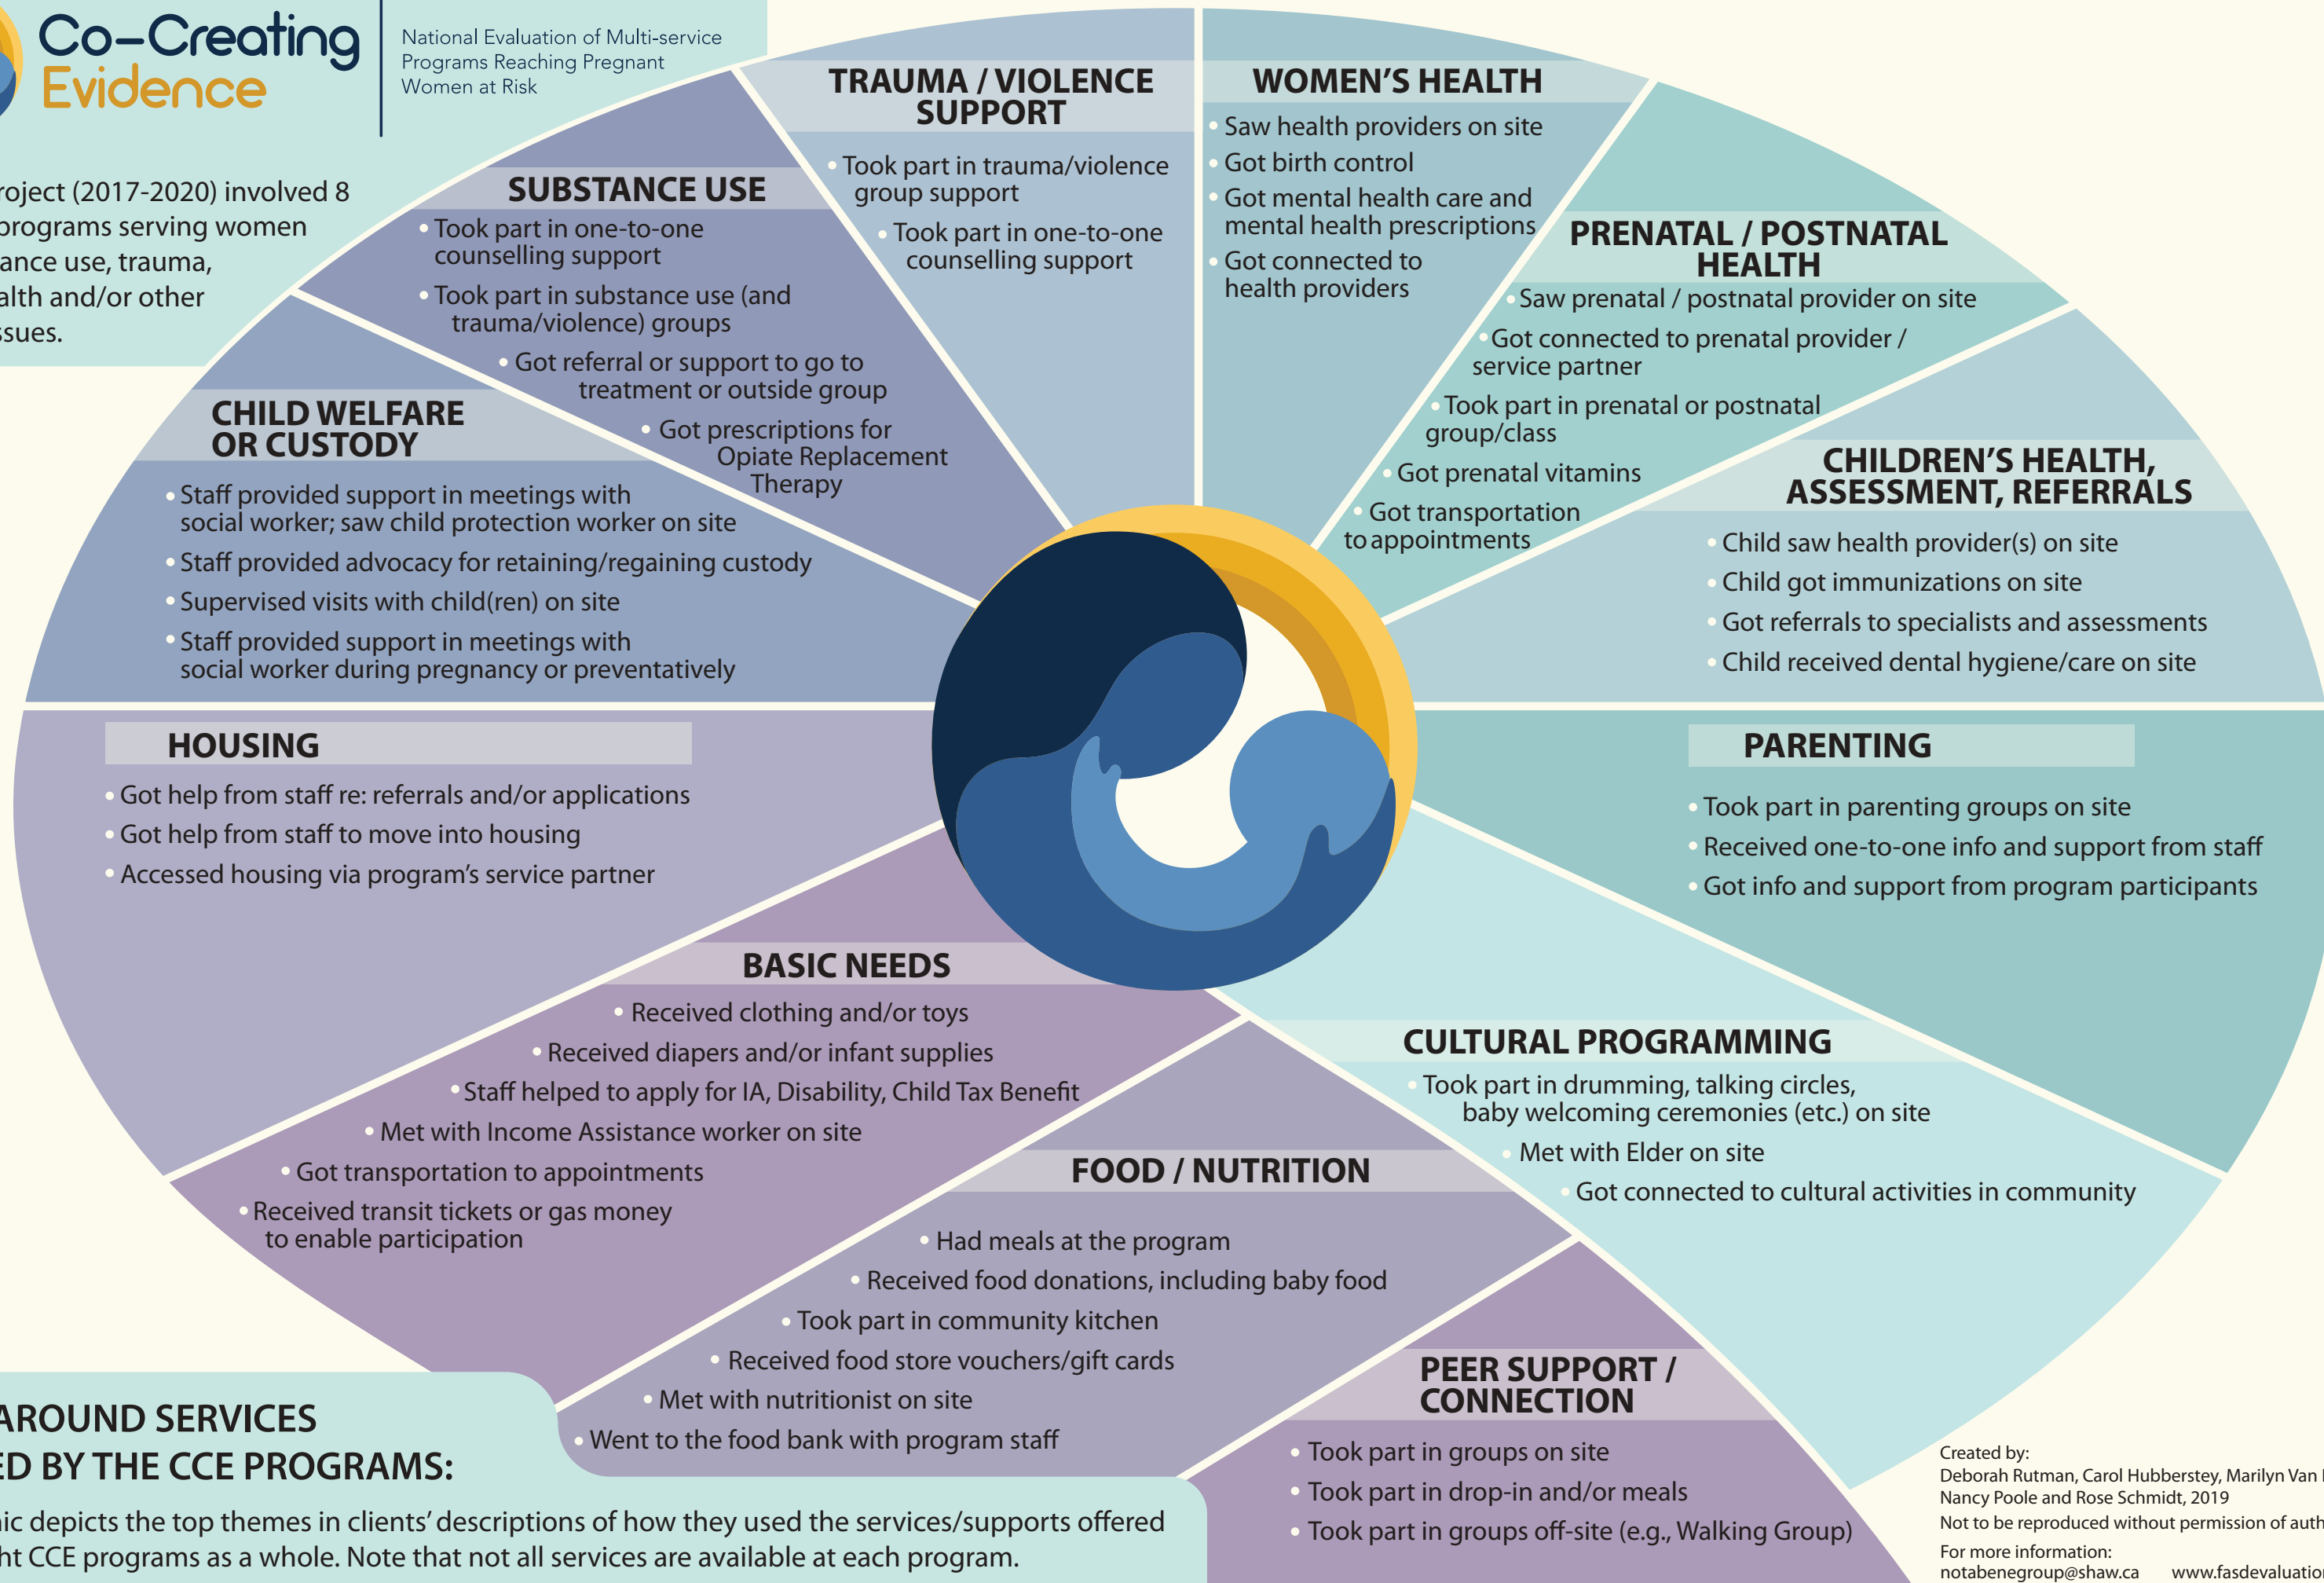 Co-Creating
Evidence
National Evaluation of Multi-service
Programs Reaching Pregnant
Women at Risk
roject (2017-2020) involved 8
programs serving women
ance use, trauma,
alth and/or other
ssues.
TRAUMA / VIOLENCE
SUPPORT
• Took part in trauma/violence
group support
• Took part in one-to-one
counselling support
WOMEN'S HEALTH
• Saw health providers on site
• Got birth control
• Got mental health care and
mental health prescriptions
• Got connected to
health providers
SUBSTANCE USE
• Took part in one-to-one
counselling support
• Took part in substance use (and
trauma/violence) groups
• Got referral or support to go to
treatment or outside group
• Got prescriptions for
Opiate Replacement
Therapy
PRENATAL / POSTNATAL
HEALTH
• Saw prenatal / postnatal provider on site
• Got connected to prenatal provider /
service partner
• Took part in prenatal or postnatal
group/class
• Got prenatal vitamins
• Got transportation
to appointments
CHILD WELFARE
OR CUSTODY
• Staff provided support in meetings with
social worker; saw child protection worker on site
• Staff provided advocacy for retaining/regaining custody
• Supervised visits with child(ren) on site
• Staff provided support in meetings with
social worker during pregnancy or preventatively
CHILDREN'S HEALTH,
ASSESSMENT, REFERRALS
• Child saw health provider(s) on site
• Child got immunizations on site
• Got referrals to specialists and assessments
• Child received dental hygiene/care on site
HOUSING
• Got help from staff re: referrals and/or applications
• Got help from staff to move into housing
• Accessed housing via program's service partner
PARENTING
• Took part in parenting groups on site
• Received one-to-one info and support from staff
• Got info and support from program participants
BASIC NEEDS
• Received clothing and/or toys
• Received diapers and/or infant supplies
• Staff helped to apply for IA, Disability, Child Tax Benefit
• Met with Income Assistance worker on site
• Got transportation to appointments
• Received transit tickets or gas money
to enable participation
CULTURAL PROGRAMMING
• Took part in drumming, talking circles,
baby welcoming ceremonies (etc.) on site
• Met with Elder on site
• Got connected to cultural activities in community
FOOD / NUTRITION
• Had meals at the program
• Received food donations, including baby food
• Took part in community kitchen
• Received food store vouchers/gift cards
• Met with nutritionist on site
• Went to the food bank with program staff
PEER SUPPORT /
CONNECTION
• Took part in groups on site
• Took part in drop-in and/or meals
• Took part in groups off-site (e.g., Walking Group)
AROUND SERVICES
ED BY THE CCE PROGRAMS:
ic depicts the top themes in clients' descriptions of how they used the services/supports offered
ht CCE programs as a whole. Note that not all services are available at each program.
Created by:
Deborah Rutman, Carol Hubberstey, Marilyn Van
Nancy Poole and Rose Schmidt, 2019
Not to be reproduced without permission of auth
For more information:
notabenegroup@shaw.ca www.fasdevaluation